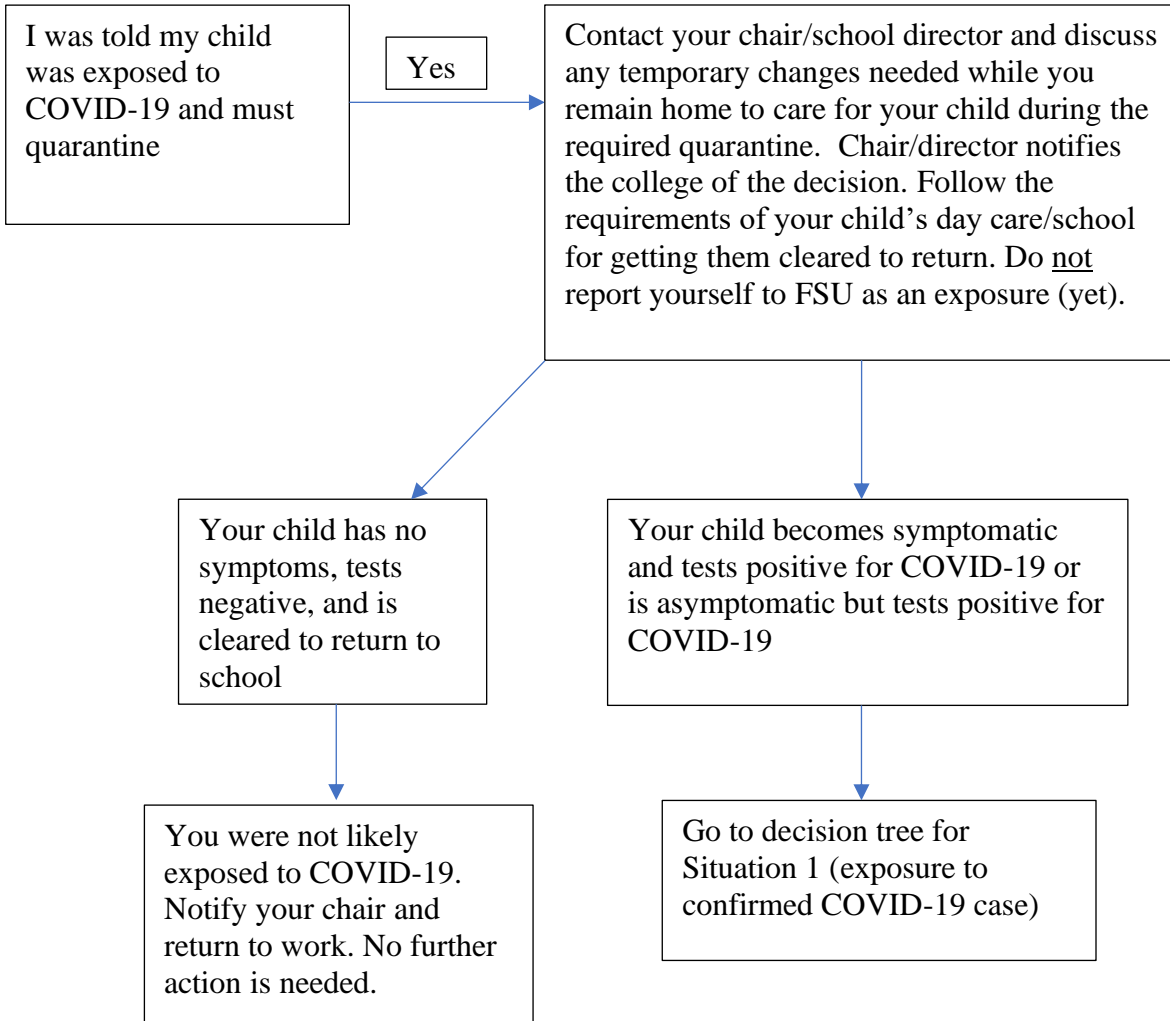 I was told my child
was exposed to
COVID-19 and must
quarantine
Yes
Contact your chair/school director and discuss
any temporary changes needed while you
remain home to care for your child during the
required quarantine.  Chair/director notifies
the college of the decision. Follow the
requirements of your child’s day care/school
for getting them cleared to return. Do not
report yourself to FSU as an exposure (yet).
Your child has no
symptoms, tests
negative, and is
cleared to return to
school
Your child becomes symptomatic
and tests positive for COVID-19 or
is asymptomatic but tests positive for
COVID-19
You were not likely
exposed to COVID-19.
Notify your chair and
return to work. No further
action is needed.
Go to decision tree for
Situation 1 (exposure to
confirmed COVID-19 case)